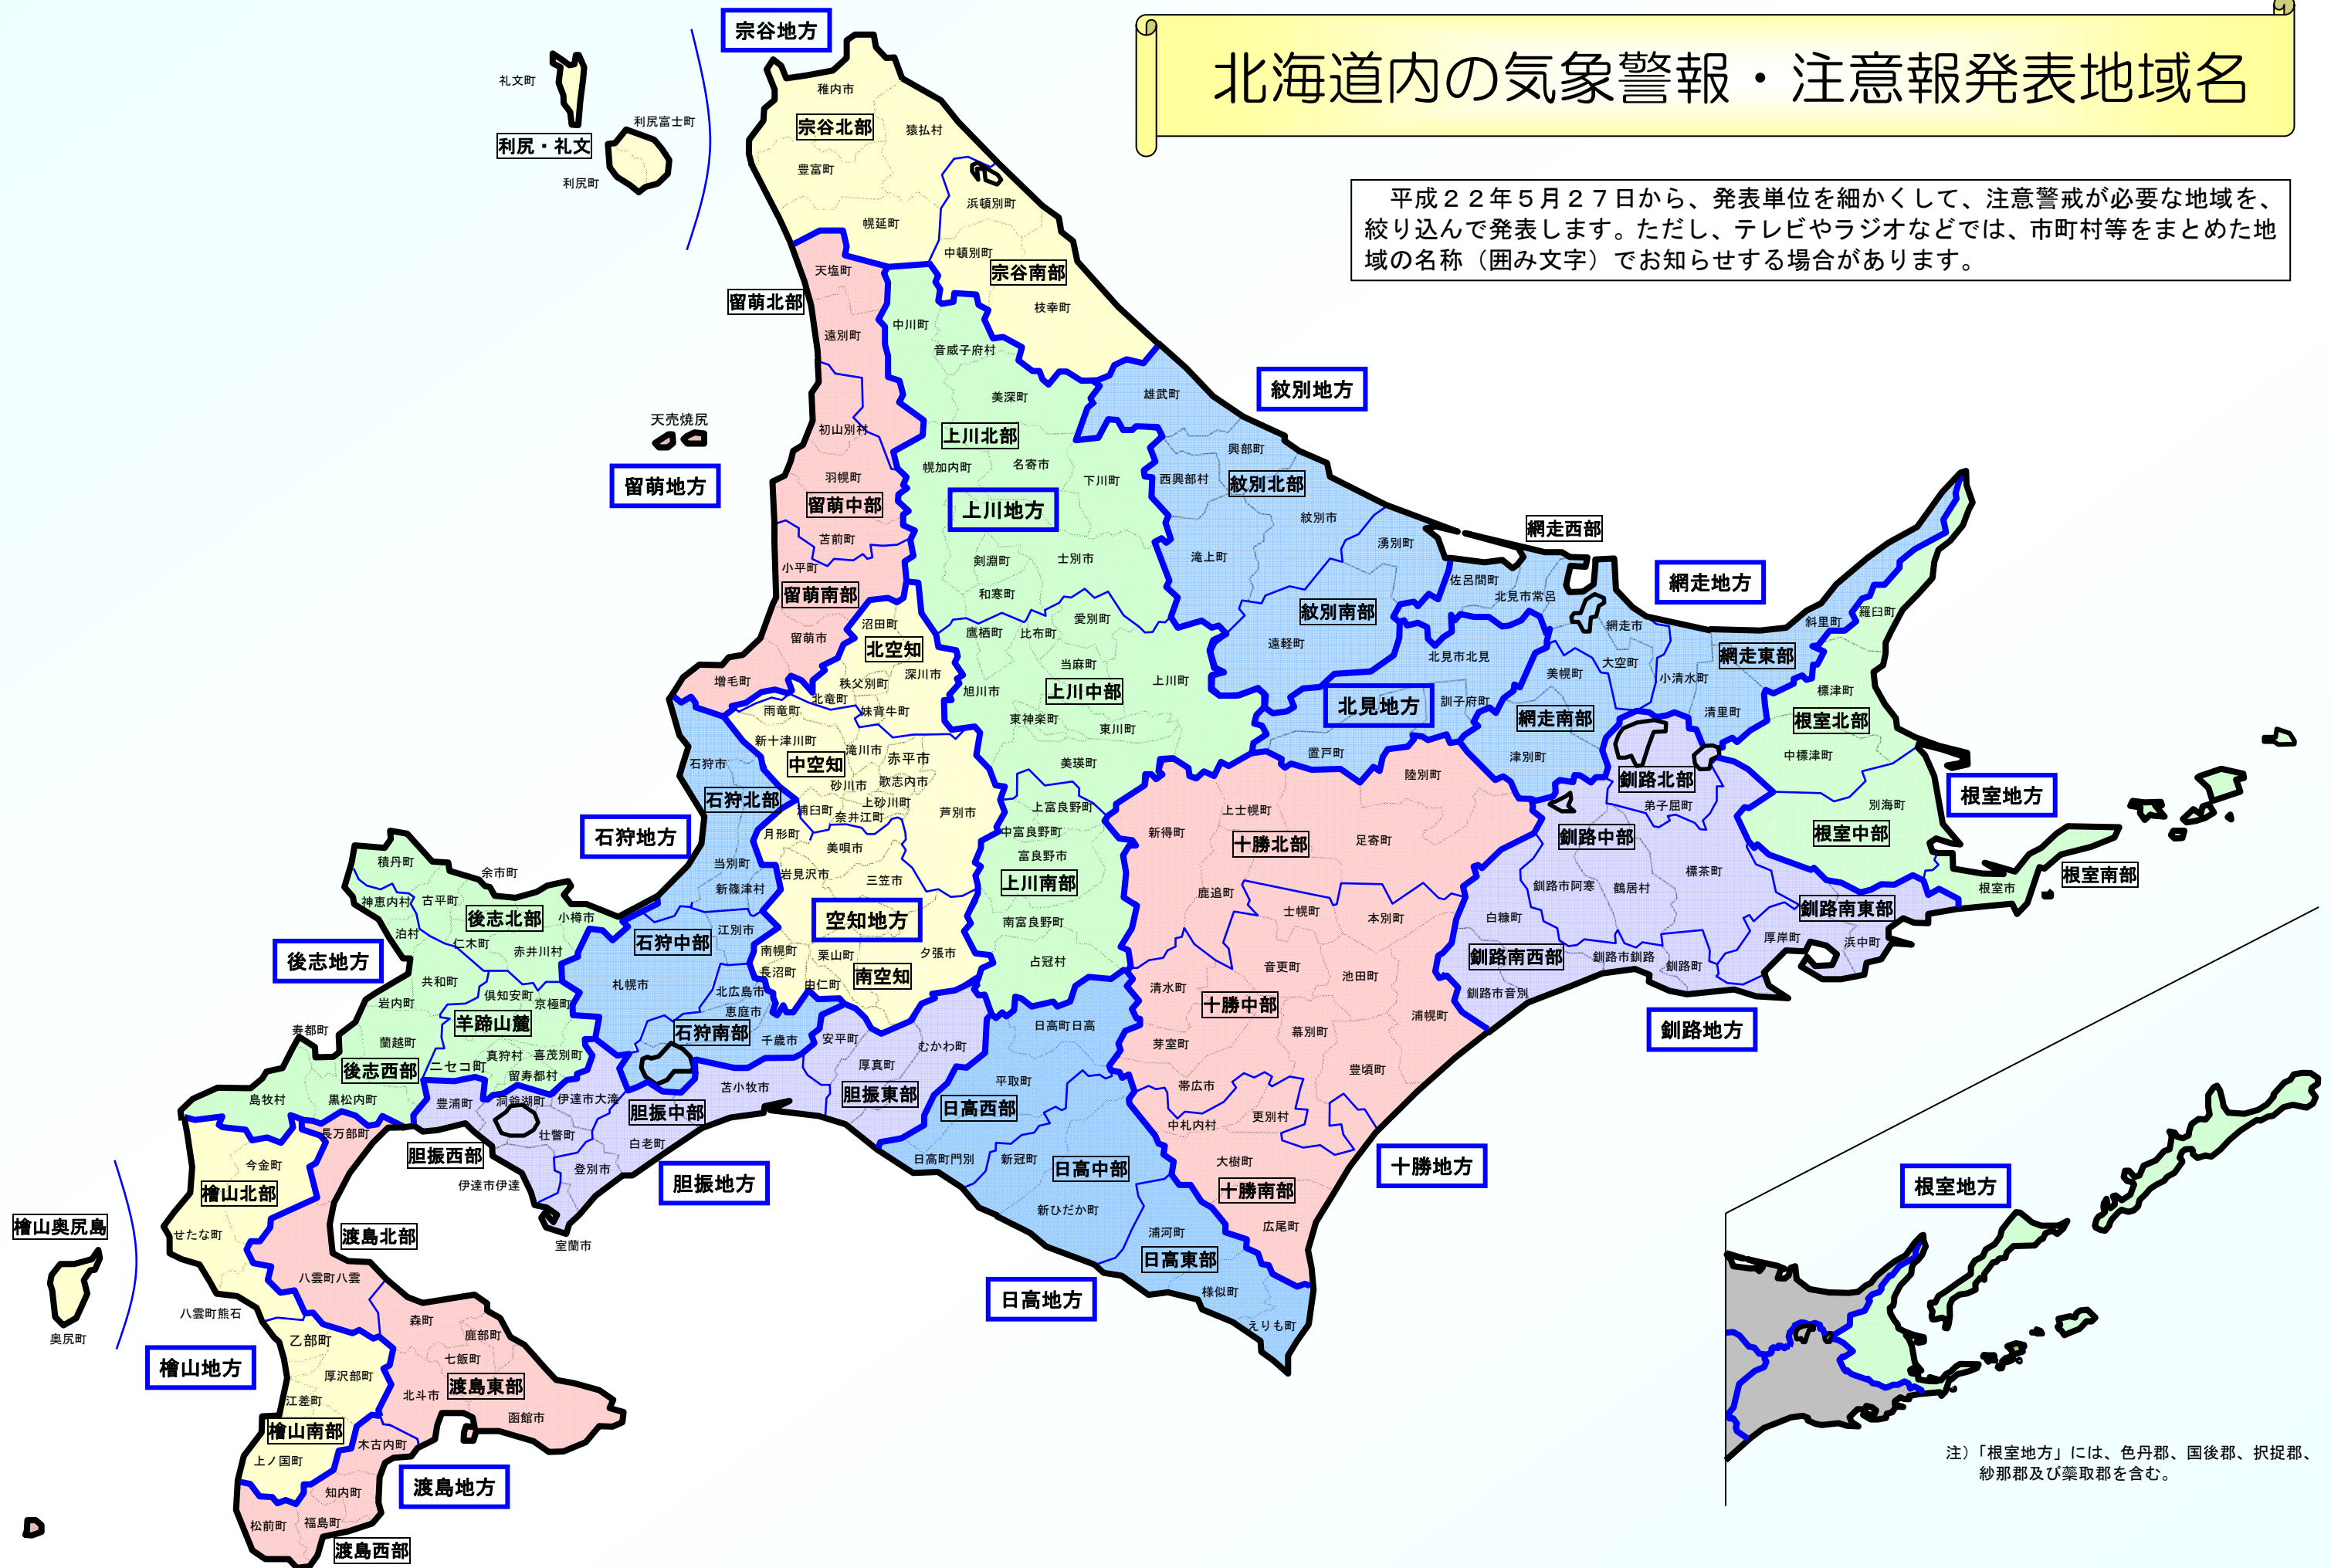 北海道内の気象警報・注意報発表地域名
平成２２年５月２７日から、発表単位を細かくして、注意警戒が必要な地域を、
絞り込んで発表します。ただし、テレビやラジオなどでは、市町村等をまとめた地
域の名称（囲み文字）でお知らせする場合があります。
宗谷地方
礼文町
利尻富士町
利尻・礼文
利尻町
稚内市
宗谷北部
猿払村
豊富町
浜頓別町
幌延町
中頓別町
宗谷南部
枝幸町
天塩町
留萌北部
遠別町
初山別村
天売焼尻
留萌地方
羽幌町
留萌中部
苫前町
小平町
留萌南部
留萌市
増毛町
中川町
音威子府村
美深町
上川北部
幌加内町
名寄市
下川町
上川地方
剣淵町
士別市
和寒町
鷹栖町
比布町
愛別町
当麻町
旭川市
上川中部
上川町
東神楽町
東川町
美瑛町
上富良野町
中富良野町
富良野市
上川南部
南富良野町
占冠村
紋別地方
雄武町
興部町
西興部村
紋別北部
紋別市
滝上町
湧別町
紋別南部
遠軽町
網走西部
網走地方
佐呂間町
北見市常呂
網走市
斜里町
羅臼町
北見市北見
美幌町
大空町
小清水町
網走東部
北見地方
訓子府町
網走南部
清里町
置戸町
津別町
標津町
根室北部
中標津町
根室地方
別海町
根室中部
根室市
根室南部
沼田町
北空知
深川市
秩父別町
北竜町
雨竜町
妹背牛町
新十津川町
滝川市
赤平市
中空知
砂川市
歌志内市
上砂川町
浦臼町
奈井江町
芦別市
月形町
美唄市
岩見沢市
三笠市
空知地方
南幌町
栗山町
夕張市
長沼町
南空知
由仁町
石狩市
石狩北部
石狩地方
当別町
新篠津村
江別市
石狩中部
札幌市
北広島市
恵庭市
石狩南部
千歳市
積丹町
余市町
神恵内村
古平町
後志北部
小樽市
泊村
仁木町
赤井川村
後志地方
共和町
倶知安町
京極町
岩内町
羊蹄山麓
寿都町
蘭越町
真狩村
喜茂別町
後志西部
ニセコ町
留寿都村
島牧村
黒松内町
安平町
むかわ町
厚真町
苫小牧市
胆振東部
豊浦町
洞爺湖町
伊達市大滝
胆振中部
壮瞥町
白老町
胆振西部
登別市
伊達市伊達
胆振地方
室蘭市
日高町日高
平取町
日高西部
日高町門別
新冠町
日高中部
新ひだか町
浦河町
日高東部
日高地方
様似町
えりも町
陸別町
上士幌町
新得町
十勝北部
足寄町
鹿追町
士幌町
本別町
音更町
池田町
清水町
十勝中部
浦幌町
幕別町
芽室町
豊頃町
帯広市
更別村
中札内村
大樹町
十勝南部
十勝地方
広尾町
釧路北部
弟子屈町
釧路中部
標茶町
釧路市阿寒
鶴居村
白糠町
釧路南東部
厚岸町
浜中町
釧路南西部
釧路市釧路
釧路町
釧路市音別
釧路地方
長万部町
今金町
檜山北部
せたな町
渡島北部
八雲町八雲
八雲町熊石
檜山奥尻島
奥尻町
檜山地方
乙部町
厚沢部町
江差町
檜山南部
上ノ国町
森町
鹿部町
七飯町
渡島東部
北斗市
函館市
木古内町
渡島地方
知内町
松前町
福島町
渡島西部
根室地方
注）「根室地方」には、色丹郡、国後郡、択捉郡、
紗那郡及び蘂取郡を含む。